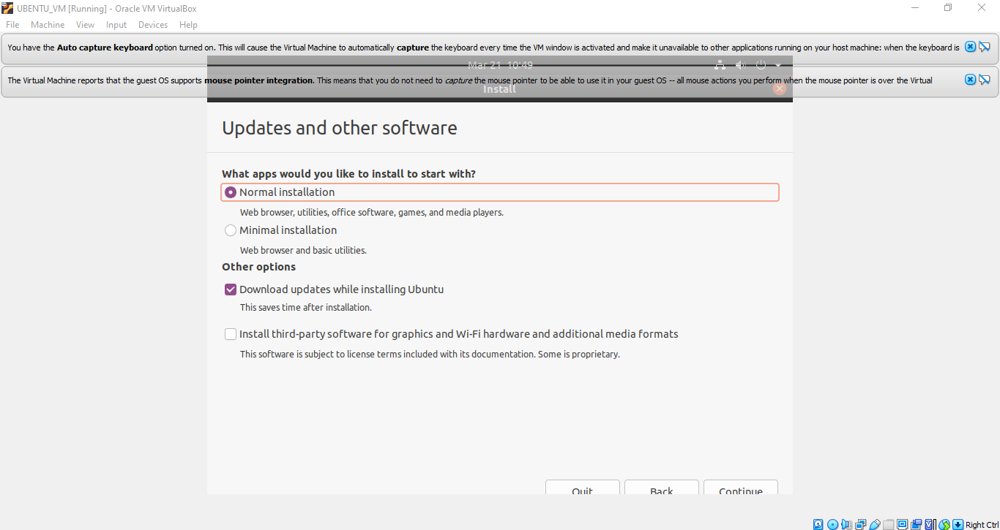 UBENTU_VM [Running] - Oracle VM VirtualBox
File Machine View Input Devices Help
You have the Auto capture keyboard option turned on. This will cause the Virtual Machine to automatically capture the keyboard every time the VM window is activated and make it unavailable to other applications running on your host machine: when the keyboard is
Mar 21 10:49
The Virtual Machine reports that the guest OS supports mouse pointer integration. This means that you do not need to capture the mouse pointer to be able to use it in your guest OS -- all mouse actions you perform when the mouse pointer is over the Virtual
Install
Updates and other software
What apps would you like to install to start with?
Normal installation
Web browser, utilities, office software, games, and media players.
Minimal installation
Web browser and basic utilities.
Other options
Download updates while installing Ubuntu
This saves time after installation.
Install third-party software for graphics and Wi-Fi hardware and additional media formats
This software is subject to license terms included with its documentation. Some is proprietary.
Quit Back Continue
Right Ctrl